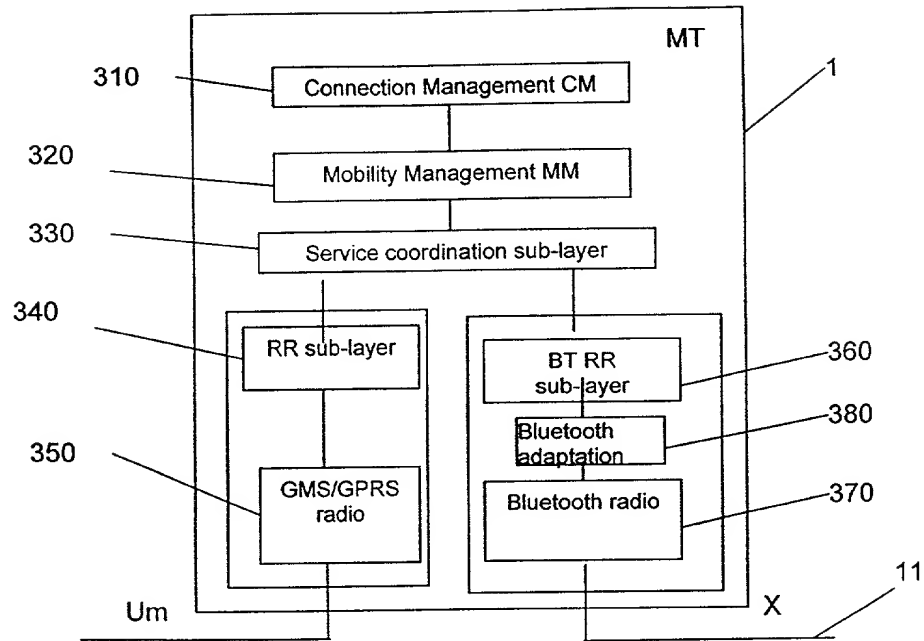 MT
310
Connection Management CM
1
320
Mobility Management MM
330
Service coordination sub-layer
340
RR sub-layer
BT RR
sub-layer
360
380
Bluetooth
adaptation
350
GMS/GPRS
radio
Bluetooth radio
370
Um
X
11